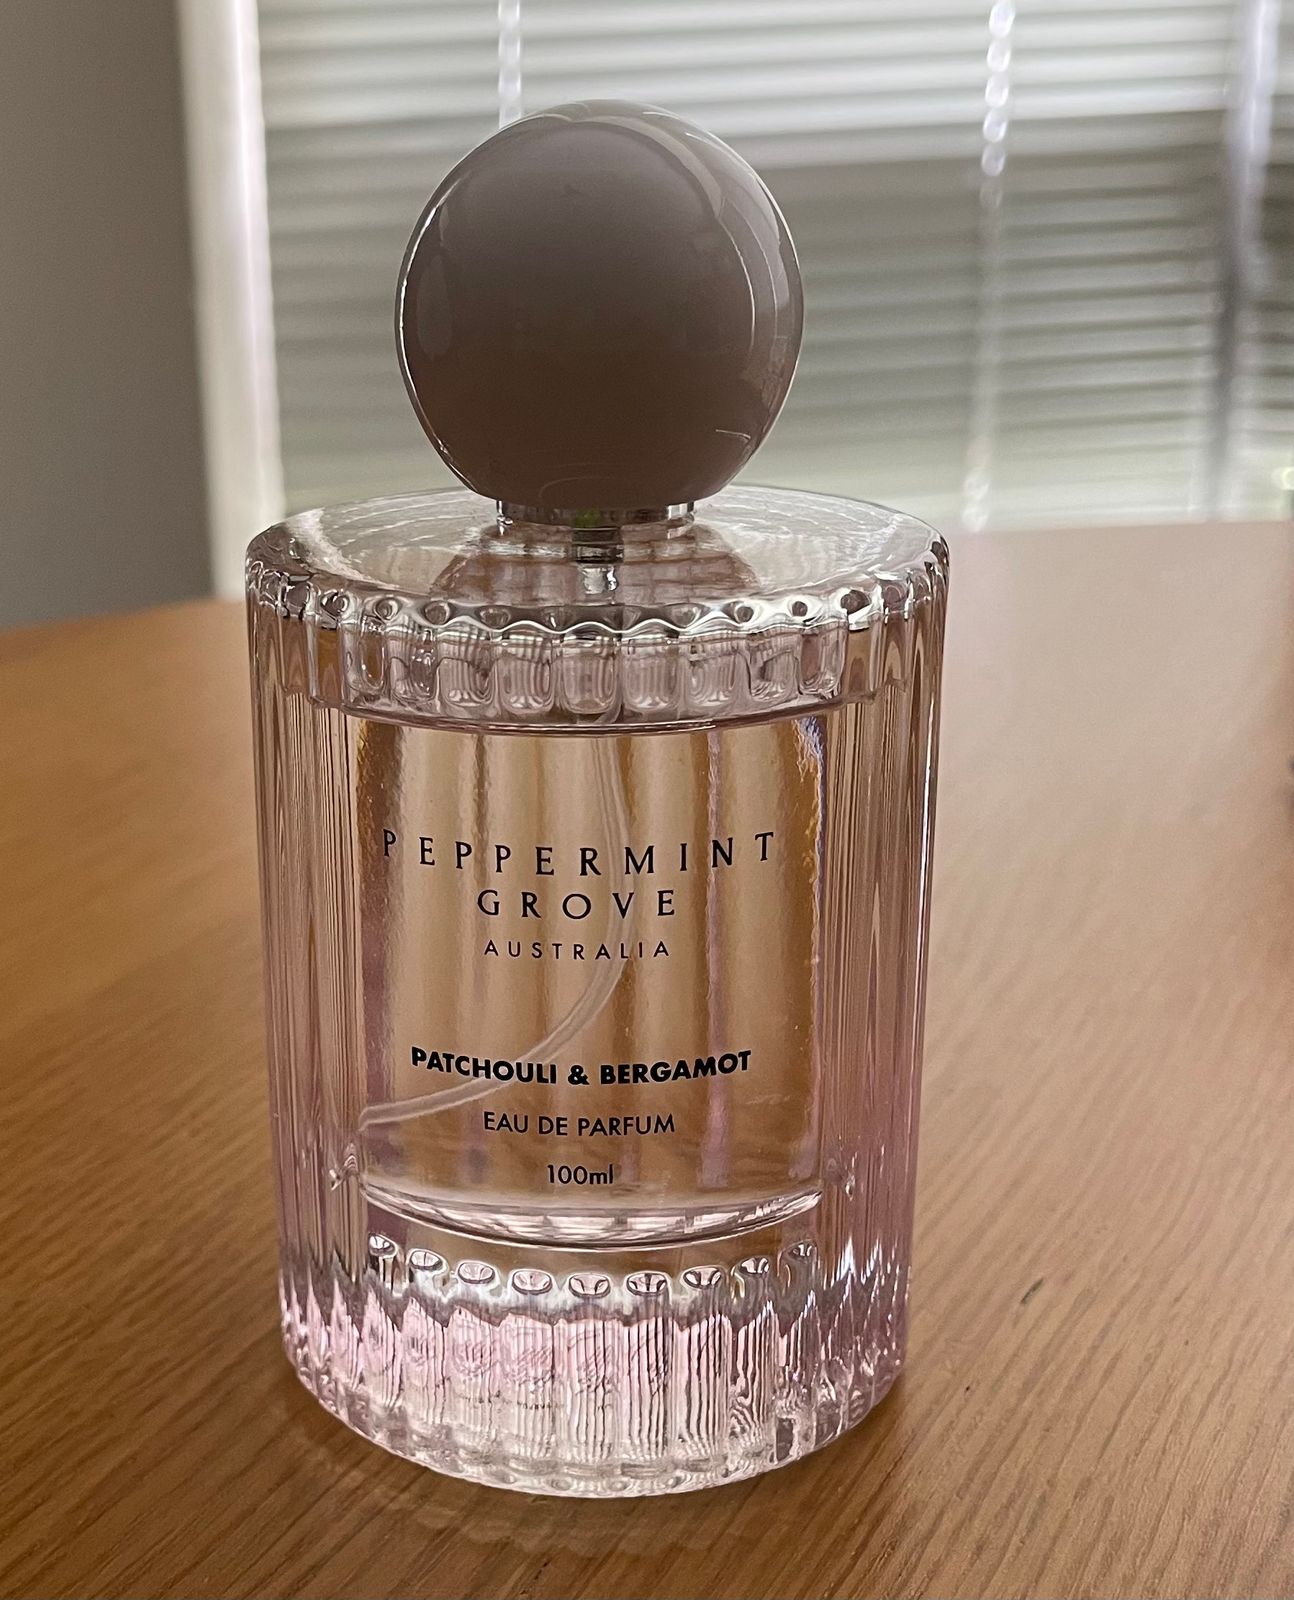 PEPPERMINT
GROVE
AUSTRALIA
PATCHOULI & BERGAMOT
EAU DE PARFUM
100ml